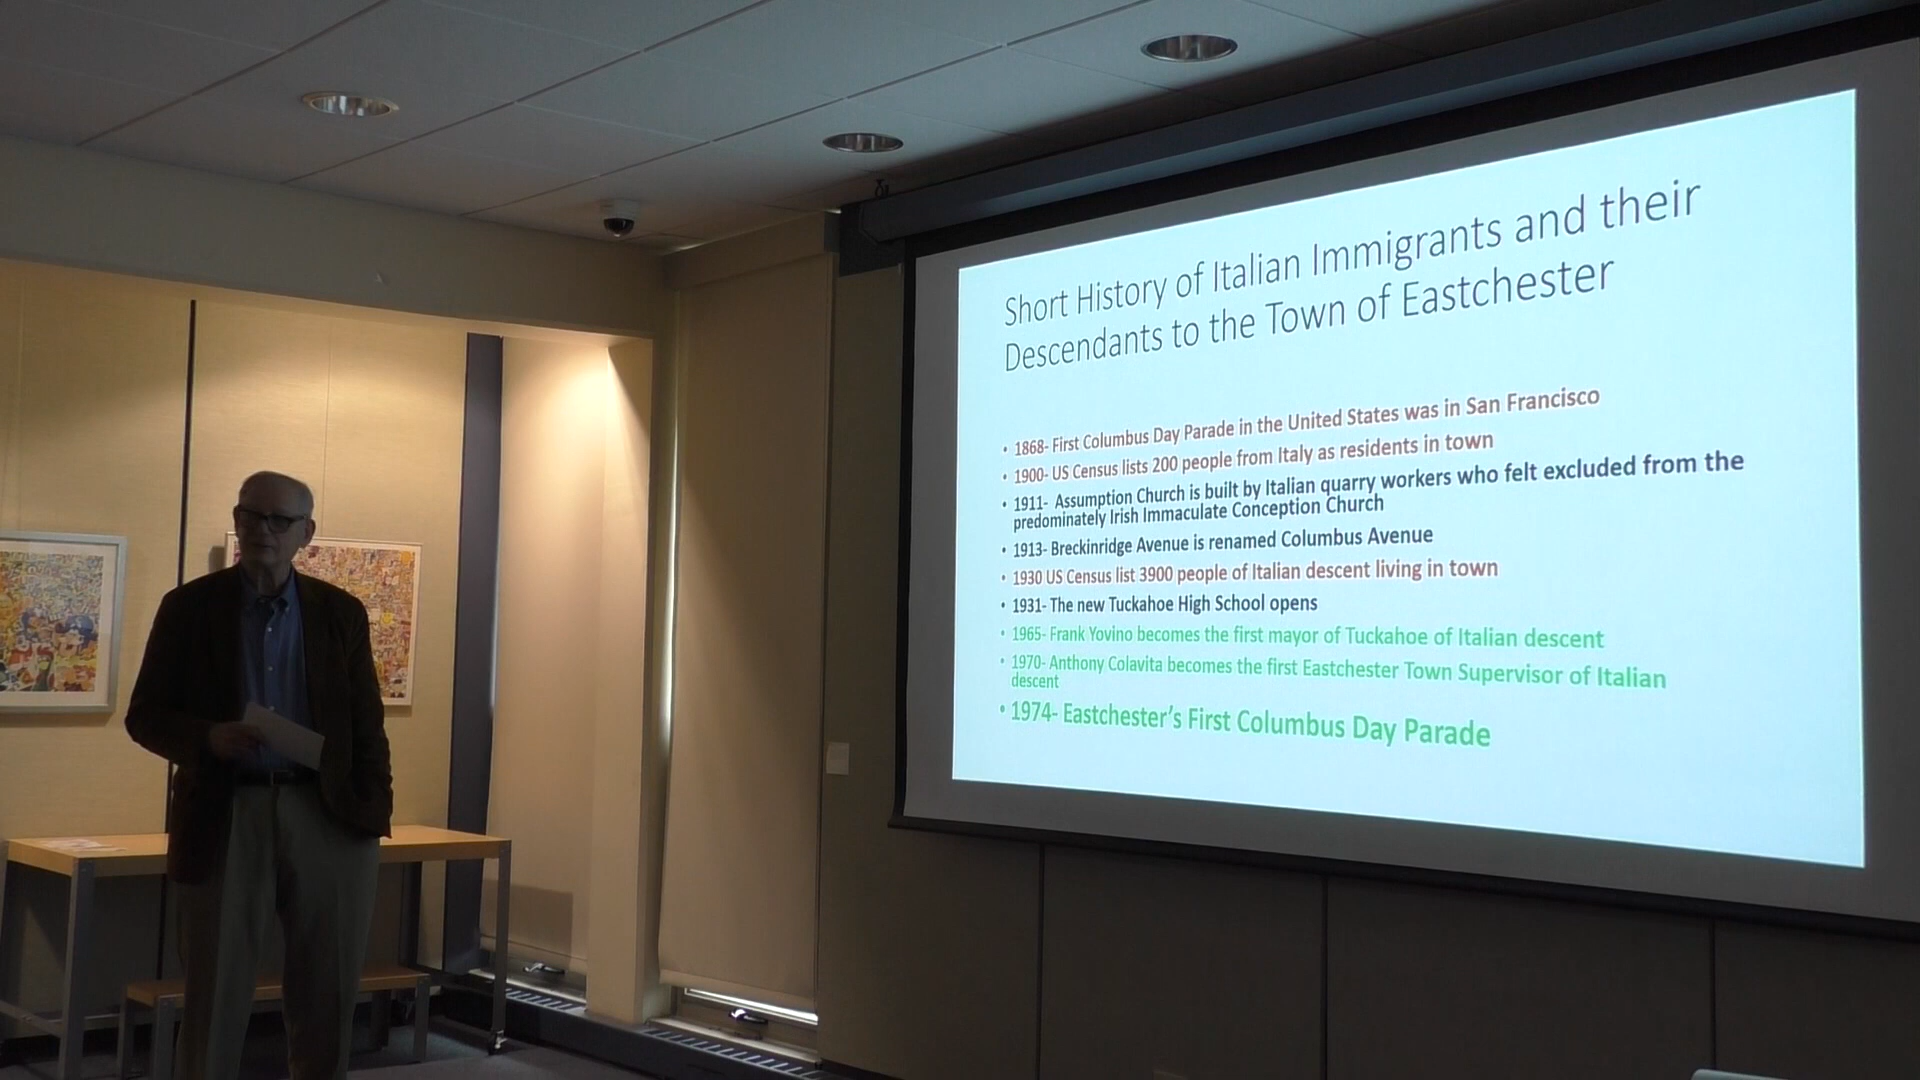 Short History of Italian Immigrants and their
Descendants to the Town of Eastchester
• 1868- First Columbus Day Parade in the United States was in San Francisco
• 1900- US Census lists 200 people from Italy as residents in town
• 1911- Assumption Church is built by Italian quarry workers who felt excluded from the
predominately Irish Immaculate Conception Church
• 1913- Breckinridge Avenue is renamed Columbus Avenue
• 1930 US Census list 3900 people of Italian descent living in town
• 1931- The new Tuckahoe High School opens
• 1965- Frank Yovino becomes the first mayor of Tuckahoe of Italian descent
• 1970- Anthony Colavita becomes the first Eastchester Town Supervisor of Italian
descent
• 1974- Eastchester's First Columbus Day Parade